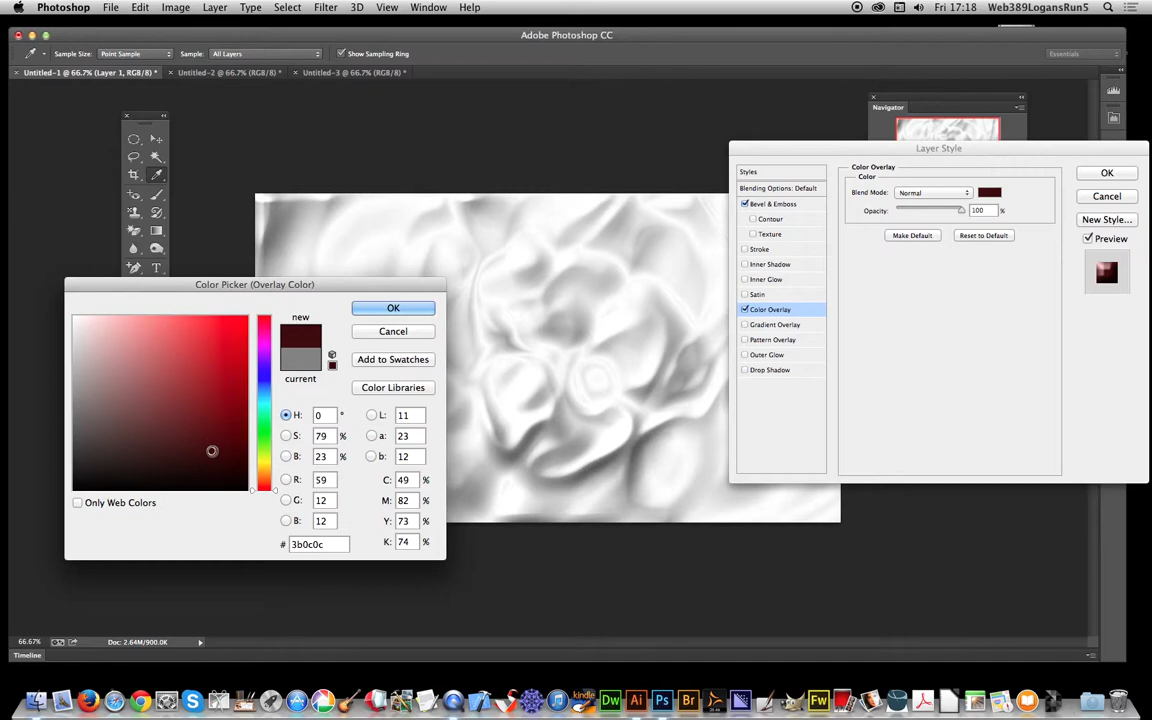 Photoshop File Edit Image Layer Type Select Filter 3D View Window Help Fri 17:18 Web389LogansRun5
Adobe Photoshop CC
Sample Size: Point Sample Sample: All Layers Show Sampling Ring Essentials
Untitled-1 @ 66.7% (Layer 1, RGB/8) * Untitled-2 @ 66.7% (RGB/8) * Untitled-3 @ 66.7% (RGB/8) *
Navigator
Layer Style
Styles
Blending Options: Default
Bevel & Emboss
Contour
Texture
Stroke
Inner Shadow
Inner Glow
Satin
Color Overlay
Gradient Overlay
Pattern Overlay
Outer Glow
Drop Shadow
Color Overlay
Color
Blend Mode: Normal
Opacity: 100 %
Make Default Reset to Default
OK
Cancel
New Style...
Preview
Color Picker (Overlay Color)
new
current
OK
Cancel
Add to Swatches
Color Libraries
H: 0 ° L: 11
S: 79 % a: 23
B: 23 % b: 12
R: 59 C: 49 %
G: 12 M: 82 %
B: 12 Y: 73 %
# 3b0c0c K: 74 %
Only Web Colors
66.67% Doc: 2.64M/900.0K
Timeline
kindle Dw Ai Ps Br Fw